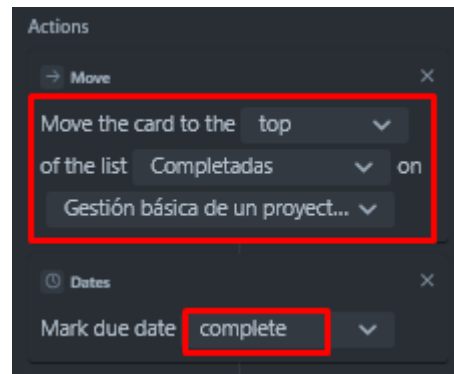 Actions
Move
Move the card to the top
of the list Completadas on
Gestión básica de un proyect...
Dates
Mark due date complete